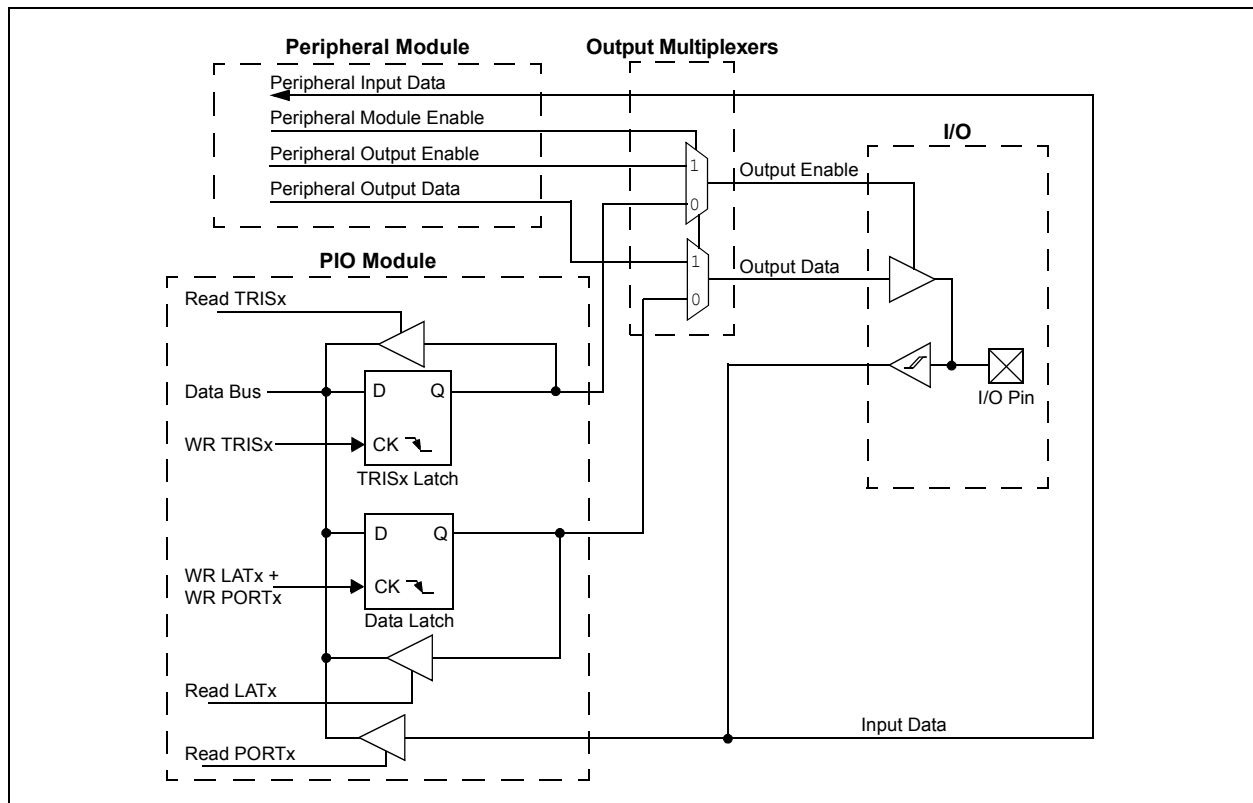 Peripheral Module
Output Multiplexers
Peripheral Input Data
Peripheral Module Enable
Peripheral Output Enable
Peripheral Output Data
1
0
Output Enable
I/O
1
0
Output Data
PIO Module
Read TRISx
Data Bus
D
Q
WR TRISx
CK
TRISx Latch
I/O Pin
D
Q
WR LATx +
WR PORTx
CK
Data Latch
Read LATx
Read PORTx
Input Data